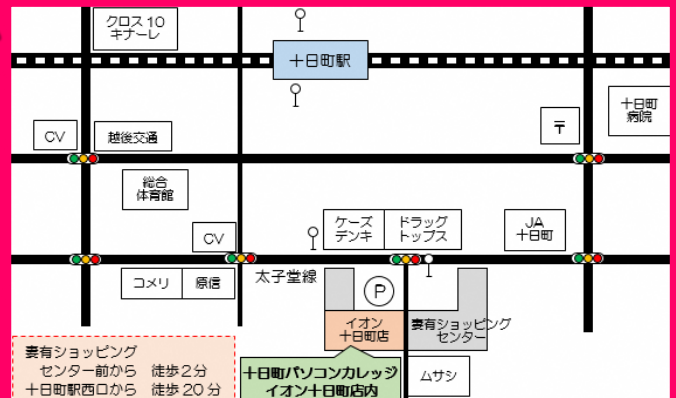 クロス10
キナーレ
十日町駅
十日町
病院
〒
CV
越後交通
総合
体育館
CV
ケーズ
デンキ
ドラッグ
トップス
JA
十日町
コメリ
原信
太子堂線
P
イオン
十日町店
妻有ショッピング
センター
妻有ショッピング
センター前から 徒歩2分
十日町駅西口から 徒歩20分
十日町パソコンカレッジ
イオン十日町店内
ムサシ